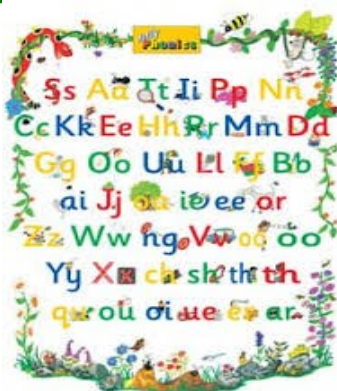 Jolly Phonics
Ss Aa Tt Ii Pp Nn
Cc Kk Ee Hh Rr Mm Dd
Gg Oo Uu Ll Ff Bb
ai Jj oa ie ee or
Zz Ww ng Vv oo oo
Yy Xx ch sh th th
qu ou oi ue er ar